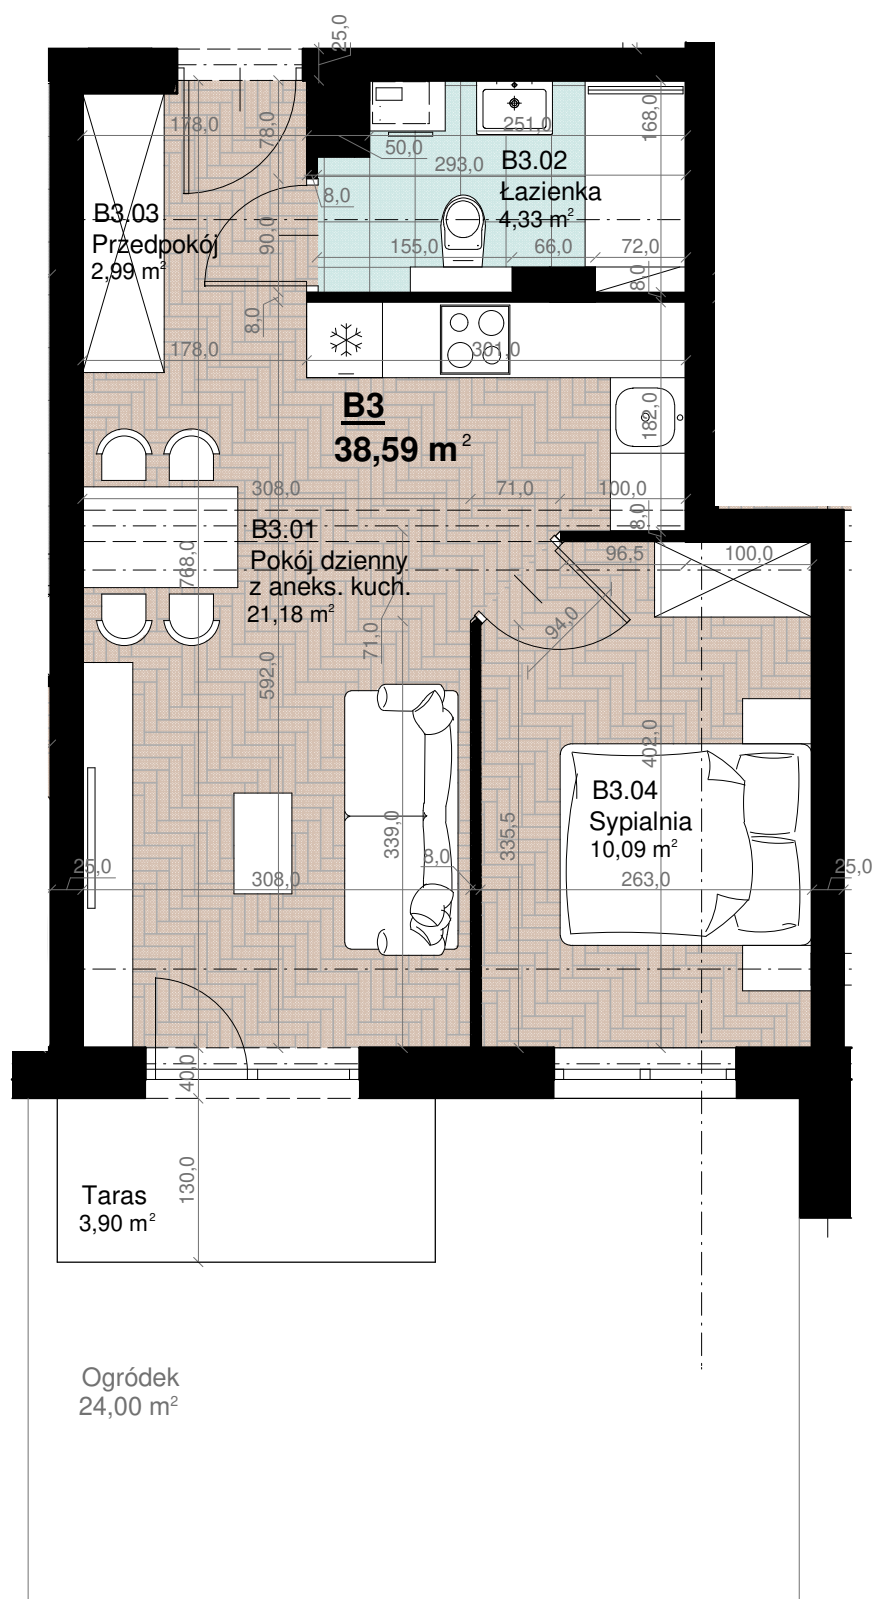 25,0
178,0
78,0
50,0
251,0
168,0
293,0
B3.02
Łazienka
4,33 m²
8,0
B3.03
Przedpokój
2,99 m²
90,0
155,0
66,0
72,0
8,0
8,0
178,0
301,0
B3
38,59 m²
182,0
308,0
71,0
100,0
8,0
B3.01
Pokój dzienny
z aneks. kuch.
21,18 m²
768,0
96,5
100,0
94,0
71,0
592,0
402,0
B3.04
Sypialnia
10,09 m²
339,0
335,5
8,0
25,0
308,0
263,0
25,0
40,0
130,0
Taras
3,90 m²
Ogródek
24,00 m²